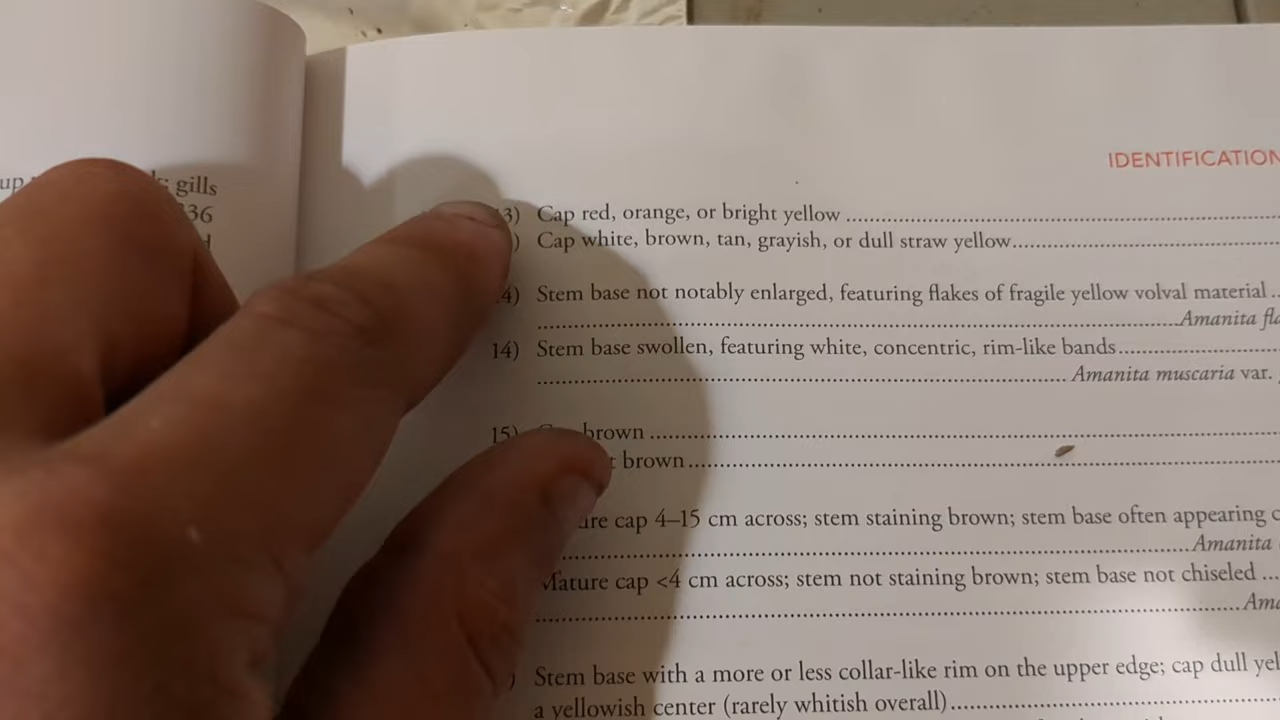 up gills
36
IDENTIFICATION
3) Cap red, orange, or bright yellow
) Cap white, brown, tan, grayish, or dull straw yellow
4) Stem base not notably enlarged, featuring flakes of fragile yellow volval material
Amanita
14) Stem base swollen, featuring white, concentric, rim-like bands
Amanita muscaria var.
15) brown
brown
cap 4–15 cm across; stem staining brown; stem base often appearing
Amanita
Mature cap <4 cm across; stem not staining brown; stem base not chiseled
) Stem base with a more or less collar-like rim on the upper edge; cap dull
a yellowish center (rarely whitish overall)